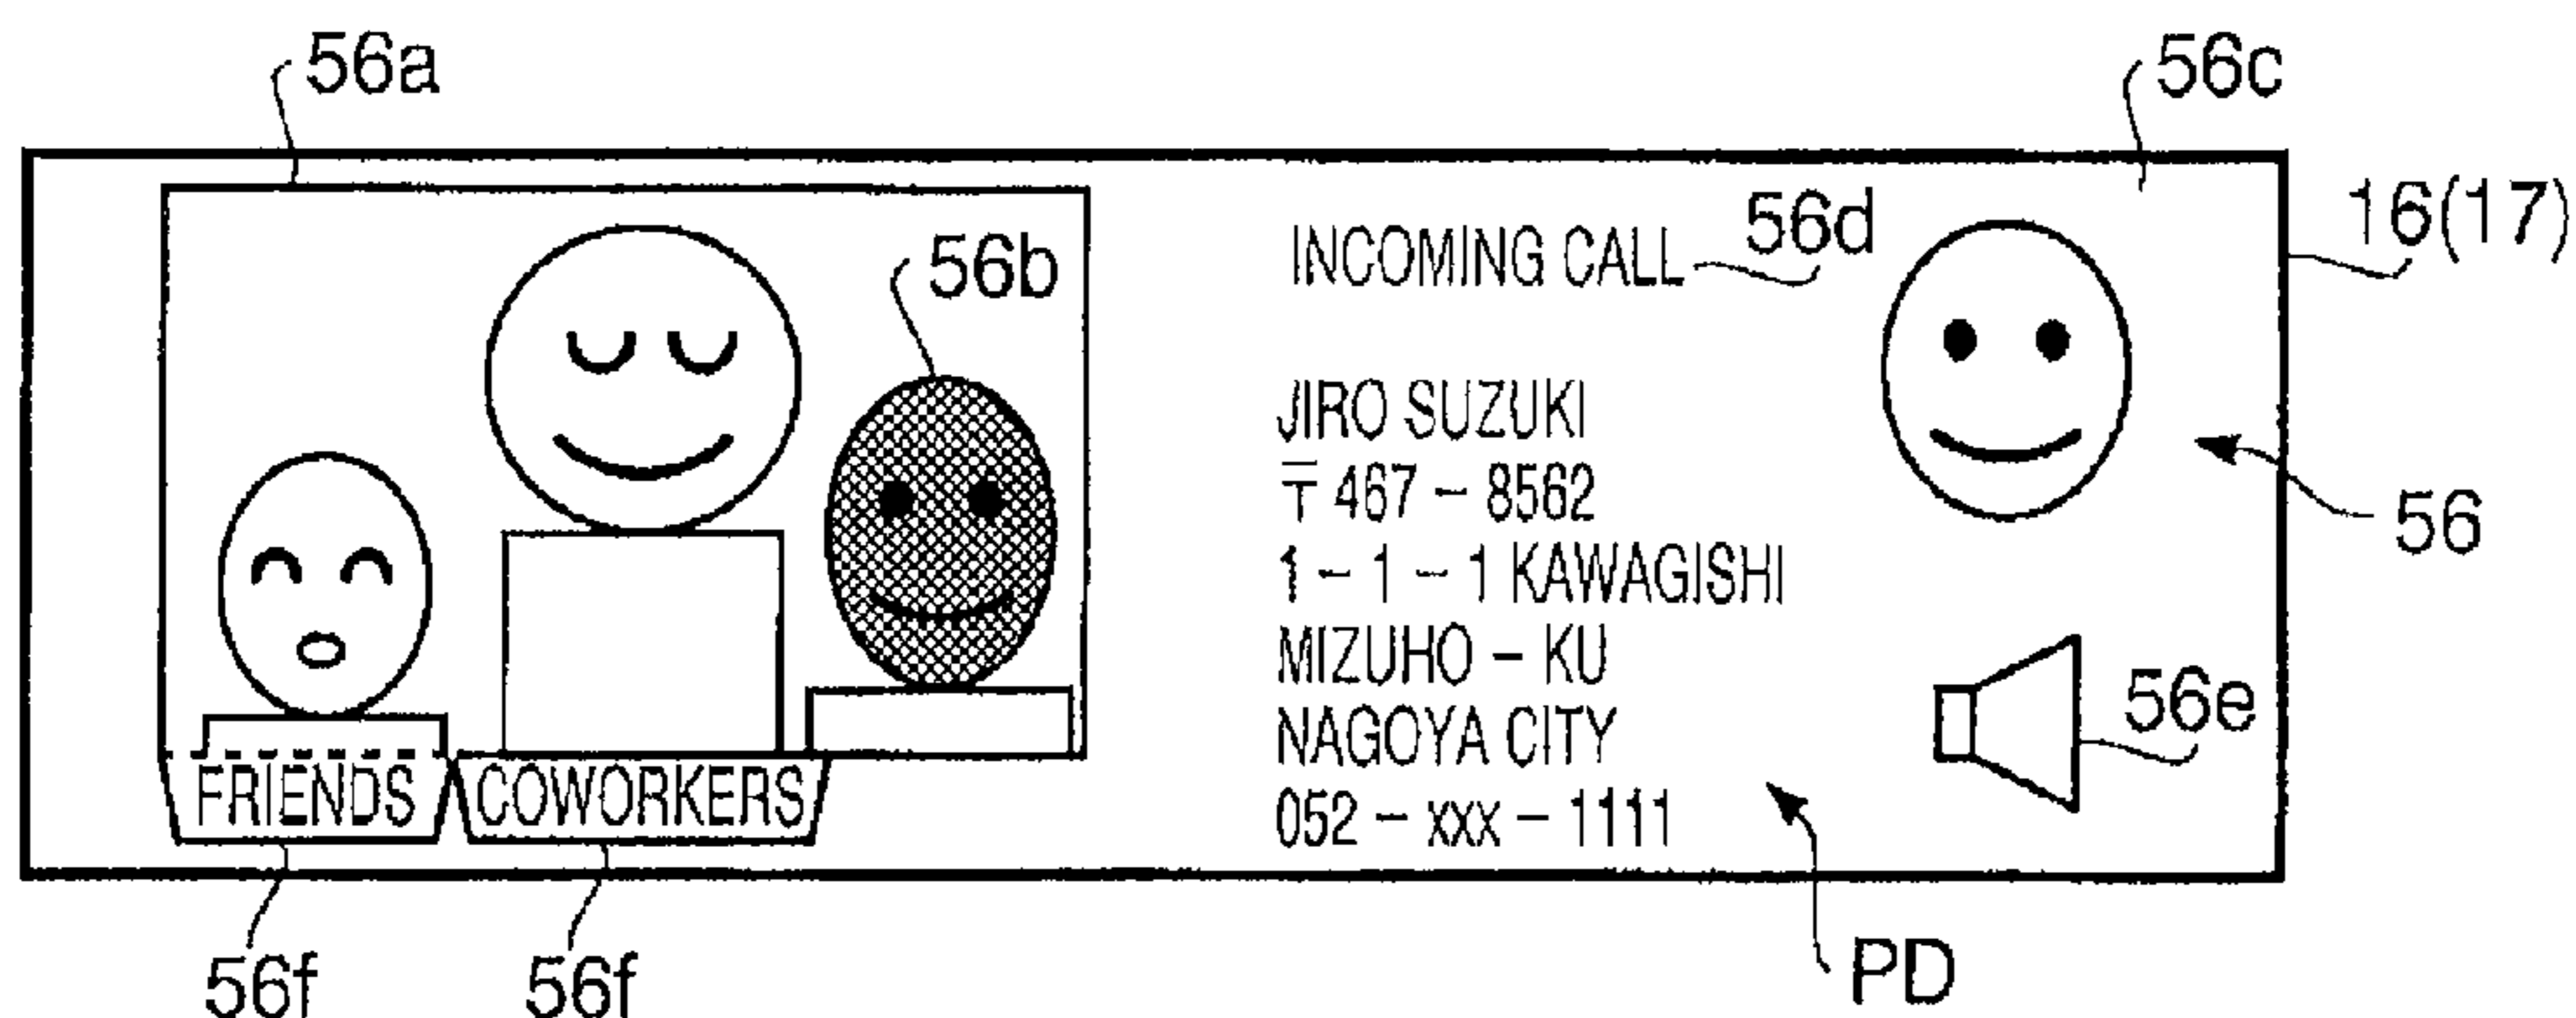 56a
56c
56b
INCOMING CALL
56d
16(17)
JIRO SUZUKI
〒 467 – 8562
1 – 1 – 1 KAWAGISHI
MIZUHO – KU
NAGOYA CITY
052 – xxx – 1111
56
56e
FRIENDS
COWORKERS
56f
56f
PD